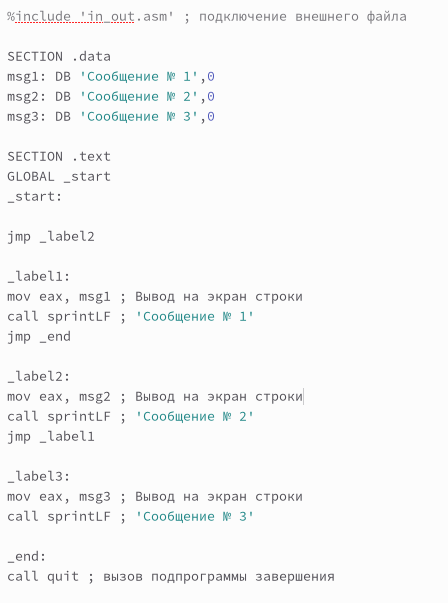 %include 'in_out.asm' ; подключение внешнего файла
SECTION .data
msg1: DB 'Сообщение № 1',0
msg2: DB 'Сообщение № 2',0
msg3: DB 'Сообщение № 3',0
SECTION .text
GLOBAL _start
_start:
jmp _label2
_label1:
mov eax, msg1 ; Вывод на экран строки
call sprintLF ; 'Сообщение № 1'
jmp _end
_label2:
mov eax, msg2 ; Вывод на экран строки
call sprintLF ; 'Сообщение № 2'
jmp _label1
_label3:
mov eax, msg3 ; Вывод на экран строки
call sprintLF ; 'Сообщение № 3'
_end:
call quit ; вызов подпрограммы завершения